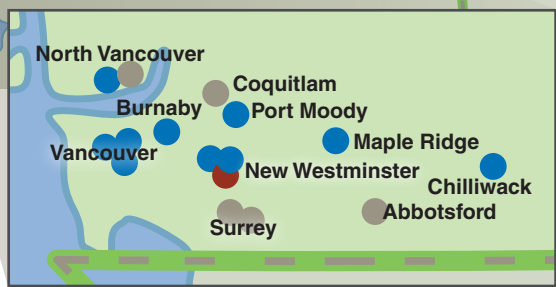 North Vancouver
Coquitlam
Burnaby
Port Moody
Vancouver
Maple Ridge
New Westminster
Chilliwack
Abbotsford
Surrey